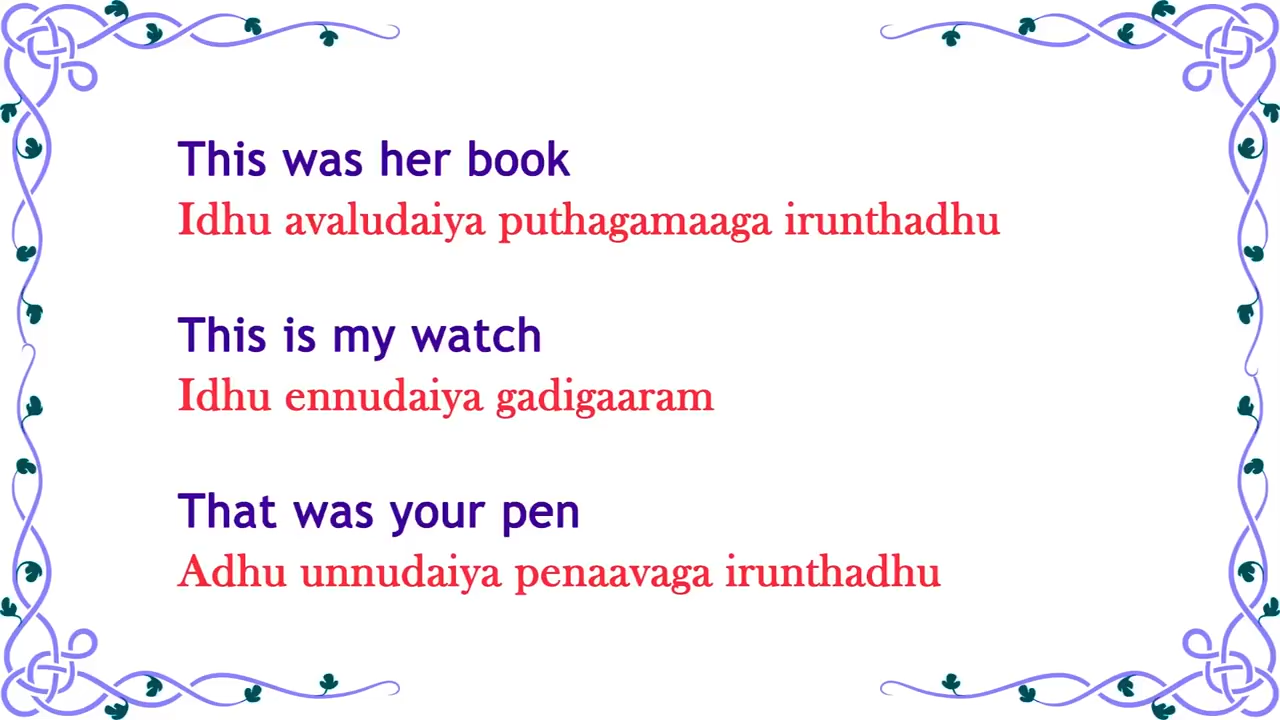 This was her book
Idhu avaludaiya puthagamaaga irunthadhu
This is my watch
Idhu ennudaiya gadigaaram
That was your pen
Adhu unnudaiya penaavaga irunthadhu